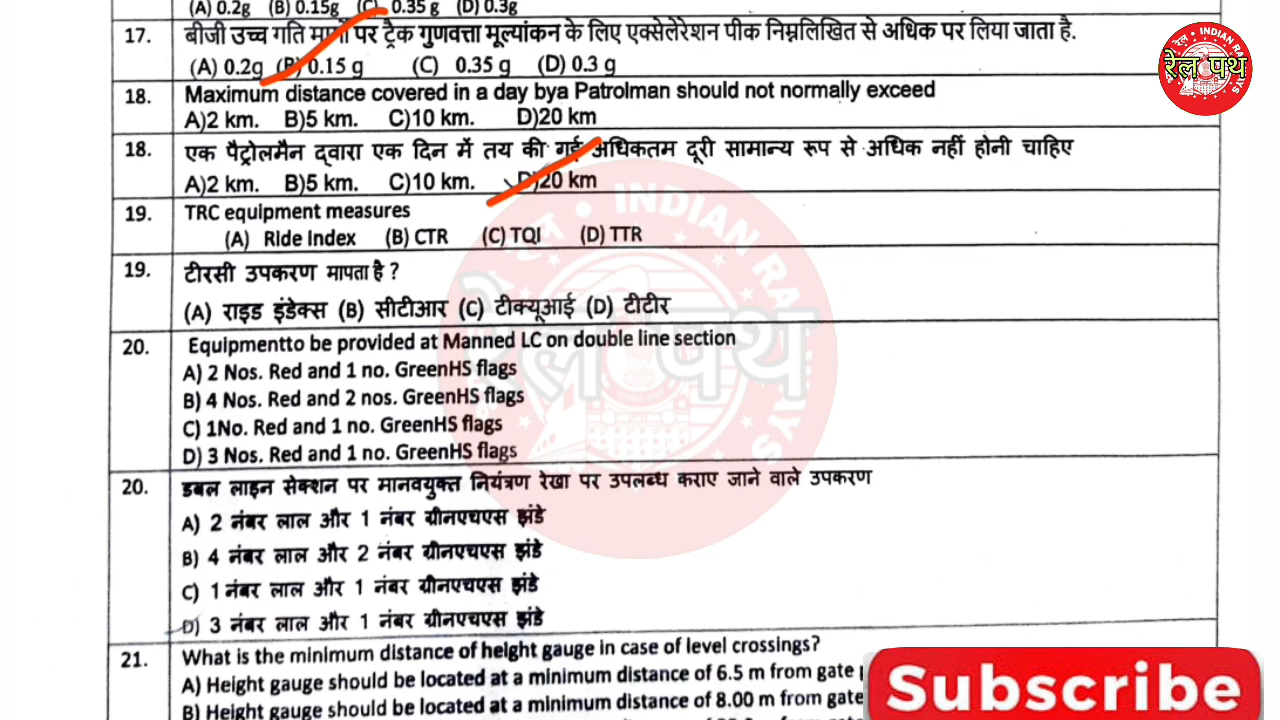 (A) 0.2g (B) 0.15g (C) 0.35 g (D) 0.3g
17. बीजी उच्च गति मार्गों पर ट्रैक गुणवत्ता मूल्यांकन के लिए एक्सेलेरेशन पीक निम्नलिखित से अधिक पर लिया जाता है.
(A) 0.2g (B) 0.15 g (C) 0.35 g (D) 0.3 g
18. Maximum distance covered in a day bya Patrolman should not normally exceed
A)2 km. B)5 km. C)10 km. D)20 km
18. एक पैट्रोलमैन द्वारा एक दिन में तय की गई अधिकतम दूरी सामान्य रूप से अधिक नहीं होनी चाहिए
A)2 km. B)5 km. C)10 km. D)20 km
19. TRC equipment measures
(A) Ride Index (B) CTR (C) TQI (D) TTR
19. टीरसी उपकरण मापता है ?
(A) राइड इंडेक्स (B) सीटीआर (C) टीक्यूआई (D) टीटीर
20. Equipmentto be provided at Manned LC on double line section
A) 2 Nos. Red and 1 no. GreenHS flags
B) 4 Nos. Red and 2 nos. GreenHS flags
C) 1No. Red and 1 no. GreenHS flags
D) 3 Nos. Red and 1 no. GreenHS flags
20. डबल लाइन सेक्शन पर मानवयुक्त नियंत्रण रेखा पर उपलब्ध कराए जाने वाले उपकरण
A) 2 नंबर लाल और 1 नंबर ग्रीनएचएस झंडे
B) 4 नंबर लाल और 2 नंबर ग्रीनएचएस झंडे
C) 1 नंबर लाल और 1 नंबर ग्रीनएचएस झंडे
D) 3 नंबर लाल और 1 नंबर ग्रीनएचएस झंडे
21. What is the minimum distance of height gauge in case of level crossings?
A) Height gauge should be located at a minimum distance of 6.5 m from gate
B) Height gauge should be located at a minimum distance of 8.00 m from gate
INDIAN RAILWAYS
रेल पथ
INDIAN RAILWAYS
रेल पथ
Subscribe